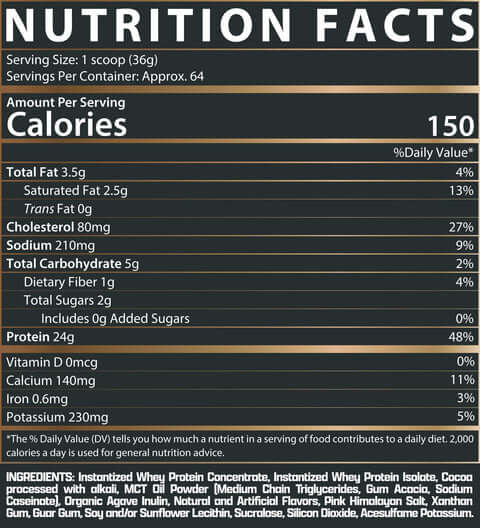 NUTRITION FACTS
Serving Size: 1 scoop (36g)
Servings Per Container: Approx. 64
Amount Per Serving
Calories 150
%Daily Value*
Total Fat 3.5g 4%
Saturated Fat 2.5g 13%
Trans Fat 0g
Cholesterol 80mg 27%
Sodium 210mg 9%
Total Carbohydrate 5g 2%
Dietary Fiber 1g 4%
Total Sugars 2g
Includes 0g Added Sugars 0%
Protein 24g 48%
Vitamin D 0mcg 0%
Calcium 140mg 11%
Iron 0.6mg 3%
Potassium 230mg 5%
*The % Daily Value (DV) tells you how much a nutrient in a serving of food contributes to a daily diet. 2,000
calories a day is used for general nutrition advice.
INGREDIENTS: Instantized Whey Protein Concentrate, Instantized Whey Protein Isolate, Cocoa
processed with alkali, MCT Oil Powder (Medium Chain Triglycerides, Gum Acacia, Sodium
Caseinate), Organic Agave Inulin, Natural and Artificial Flavors, Pink Himalayan Salt, Xanthan
Gum, Guar Gum, Soy and/or Sunflower Lecithin, Sucralose, Silicon Dioxide, Acesulfame Potassium.